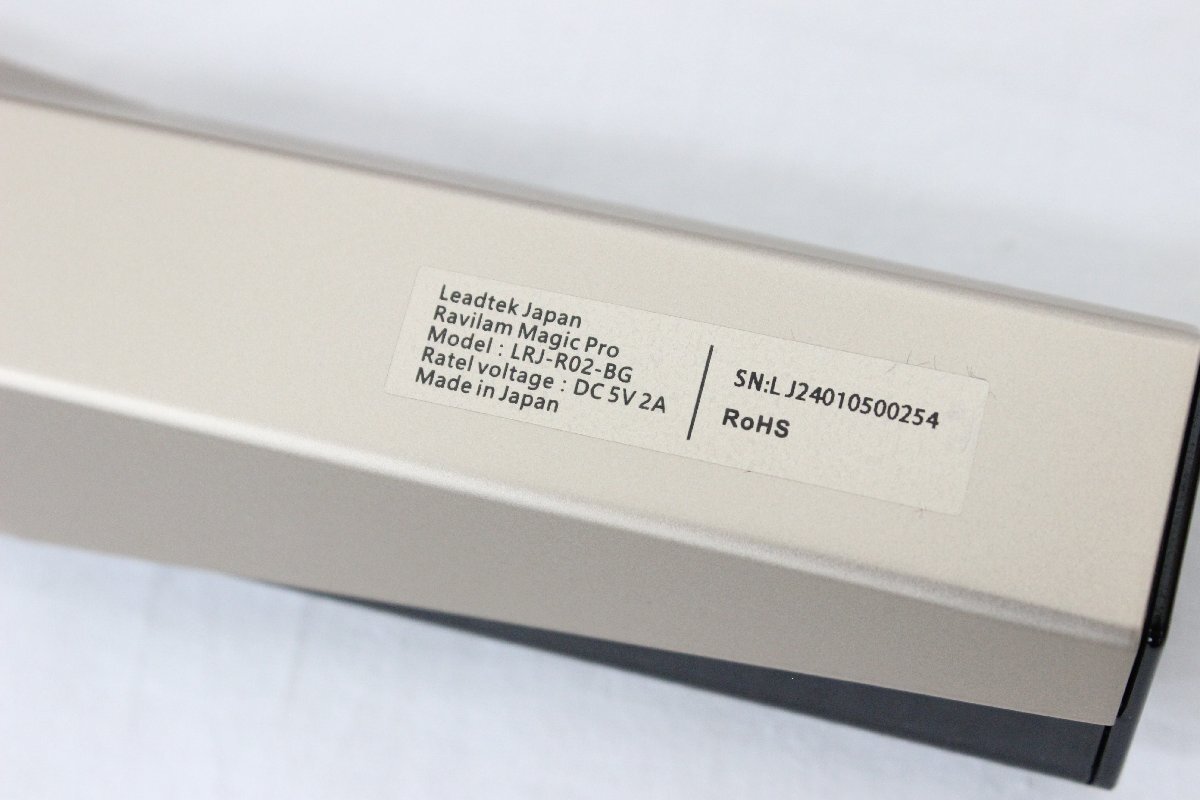 Leadtek Japan
Ravilam Magic Pro
Model : LRJ-R02-BG
Ratel voltage : DC 5V 2A
Made in Japan
SN:L J24010500254
RoHS